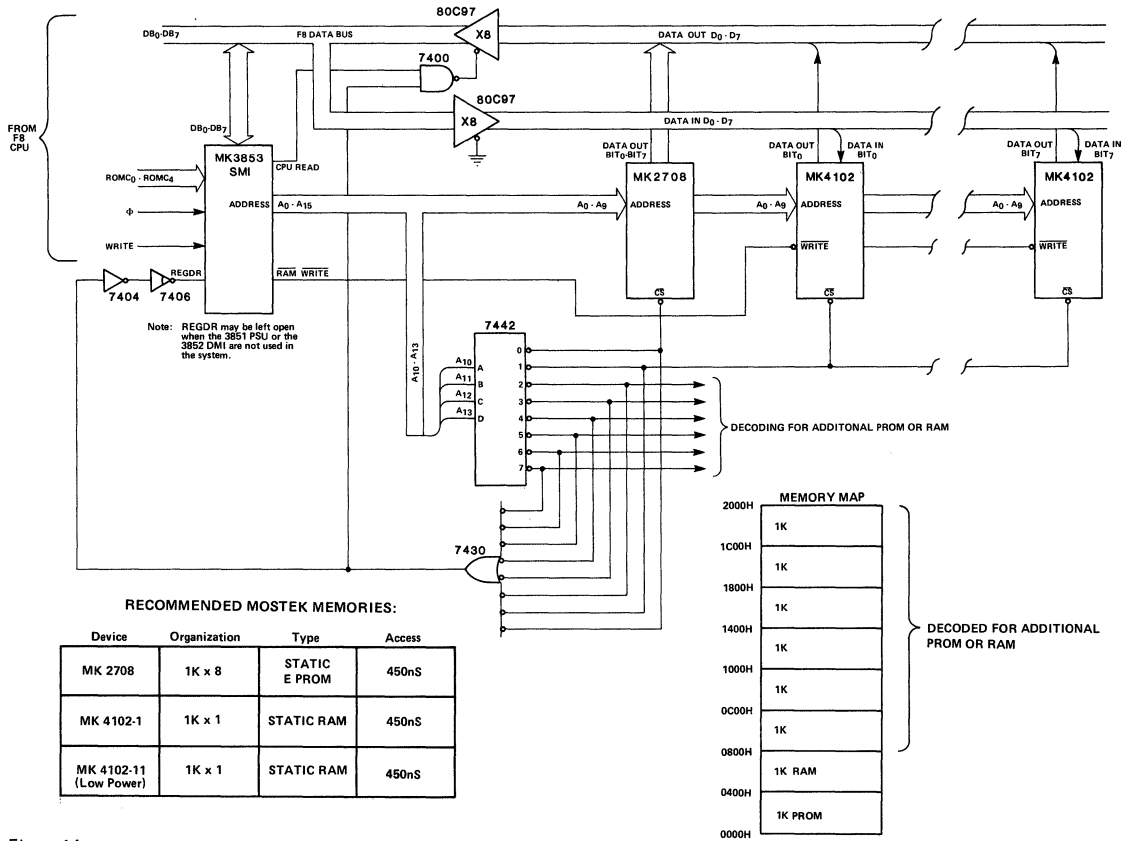 80C97
DB0-DB7
F8 DATA BUS
X8
DATA OUT D0 - D7
7400
80C97
X8
DATA IN D0 - D7
FROM
F8
CPU
DB0-DB7
MK3853
SMI
CPU READ
ROMC0 - ROMC4
ADDRESS
A0 - A15
Φ
WRITE
REGDR
RAM WRITE
7404
7406
Note: REGDR may be left open
when the 3851 PSU or the
3852 DMI are not used in
the system.
DATA OUT
BIT0-BIT7
MK2708
A0 - A9
ADDRESS
CS
DATA OUT
BIT0
DATA IN
BIT0
MK4102
A0 - A9
ADDRESS
WRITE
CS
DATA OUT
BIT7
DATA IN
BIT7
MK4102
A0 - A9
ADDRESS
WRITE
CS
A10 - A13
7442
A10
A
A11
B
A12
C
A13
D
0
1
2
3
4
5
6
7
DECODING FOR ADDITONAL PROM OR RAM
7430
MEMORY MAP
2000H
1K
1C00H
1K
1800H
1K
1400H
1K
1000H
1K
0C00H
1K
0800H
1K RAM
0400H
1K PROM
0000H
DECODED FOR ADDITIONAL
PROM OR RAM
RECOMMENDED MOSTEK MEMORIES:
Device Organization Type Access
MK 2708 1K x 8 STATIC E PROM 450nS
MK 4102-1 1K x 1 STATIC RAM 450nS
MK 4102-11 (Low Power) 1K x 1 STATIC RAM 450nS